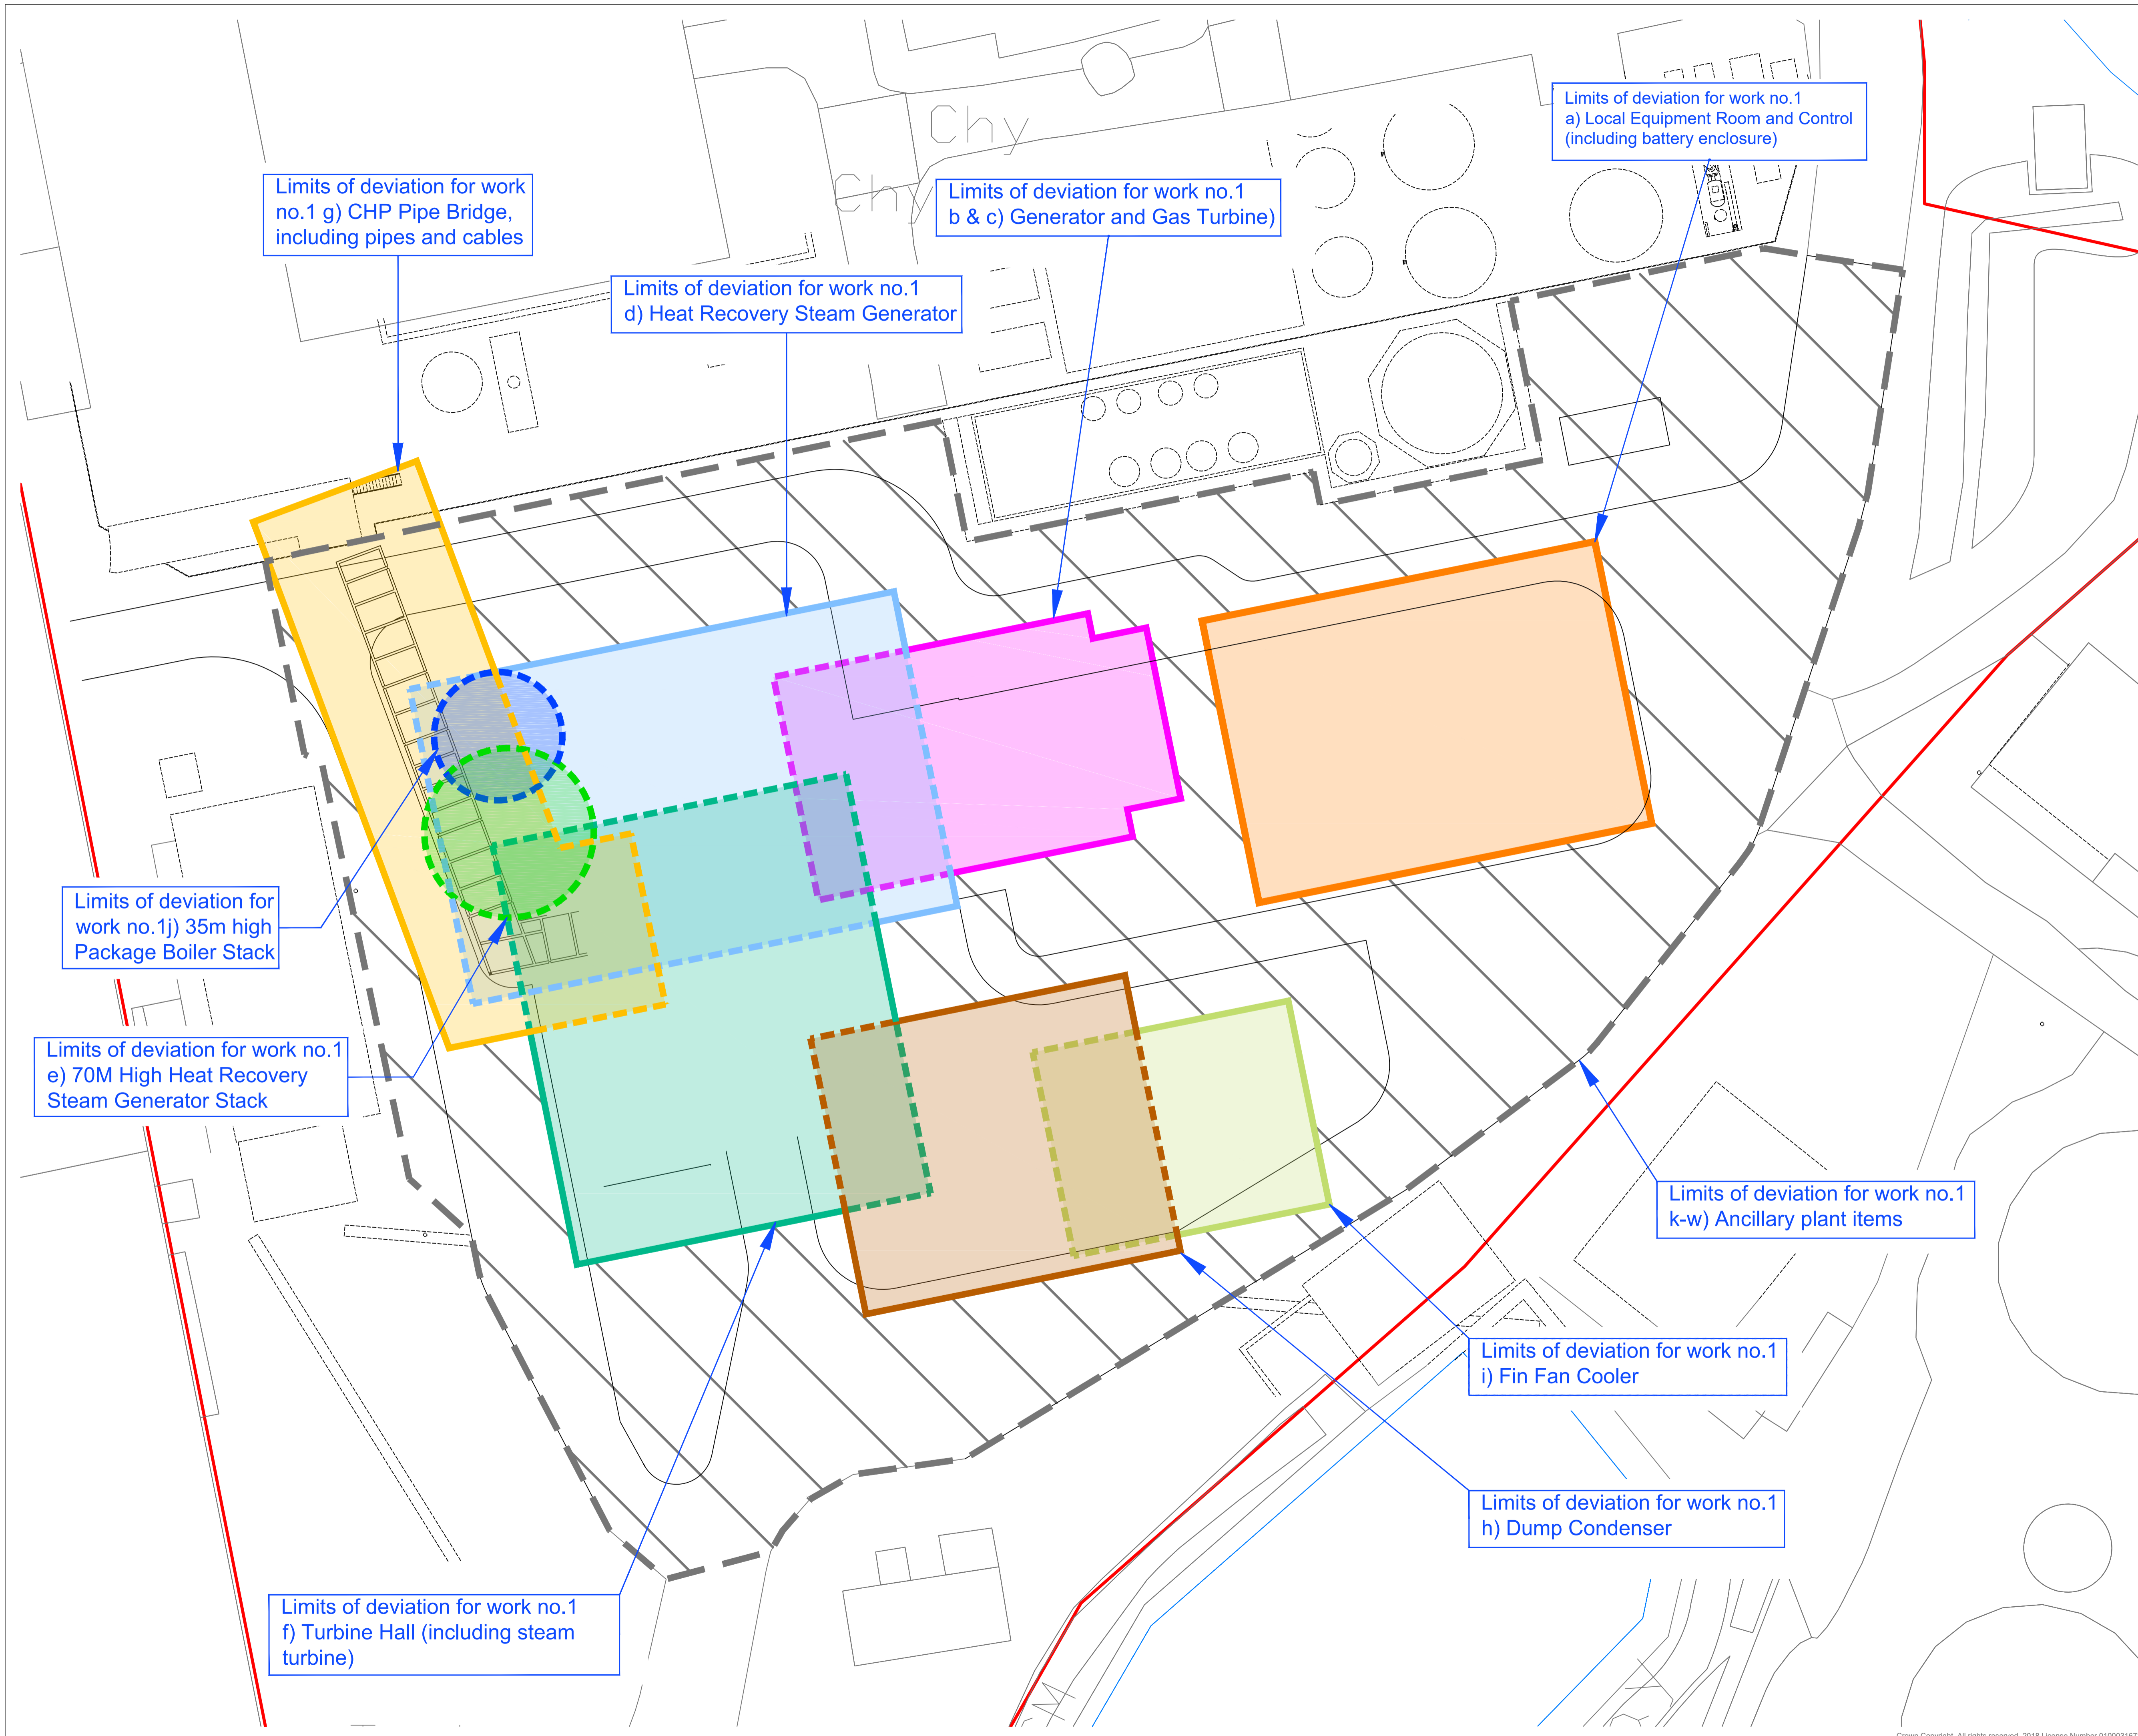 Chy
Chy
Limits of deviation for work no.1
a) Local Equipment Room and Control
(including battery enclosure)
Limits of deviation for work
no.1 g) CHP Pipe Bridge,
including pipes and cables
Limits of deviation for work no.1
b & c) Generator and Gas Turbine)
Limits of deviation for work no.1
d) Heat Recovery Steam Generator
Limits of deviation for
work no.1j) 35m high
Package Boiler Stack
Limits of deviation for work no.1
e) 70M High Heat Recovery
Steam Generator Stack
Limits of deviation for work no.1
k-w) Ancillary plant items
Limits of deviation for work no.1
i) Fin Fan Cooler
Limits of deviation for work no.1
h) Dump Condenser
Limits of deviation for work no.1
f) Turbine Hall (including steam
turbine)